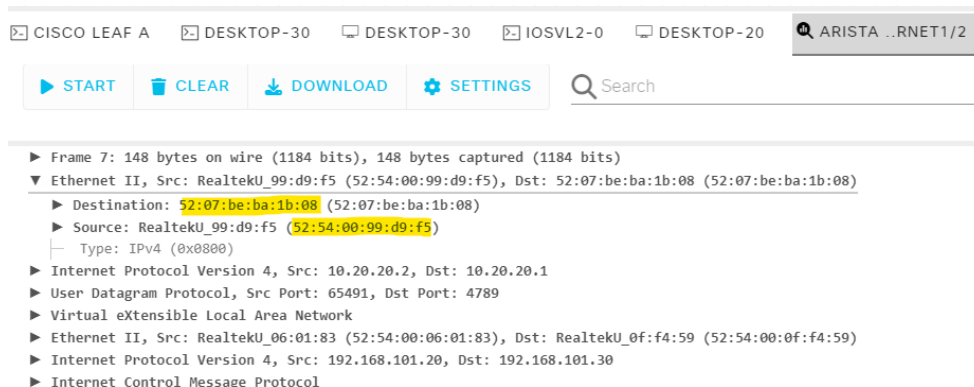 CISCO LEAF A DESKTOP-30 DESKTOP-30 IOSVL2-0 DESKTOP-20 ARISTA ..RNET1/2
START CLEAR DOWNLOAD SETTINGS Search
Frame 7: 148 bytes on wire (1184 bits), 148 bytes captured (1184 bits)
Ethernet II, Src: RealtekU_99:d9:f5 (52:54:00:99:d9:f5), Dst: 52:07:be:ba:1b:08 (52:07:be:ba:1b:08)
Destination: 52:07:be:ba:1b:08 (52:07:be:ba:1b:08)
Source: RealtekU_99:d9:f5 (52:54:00:99:d9:f5)
Type: IPv4 (0x0800)
Internet Protocol Version 4, Src: 10.20.20.2, Dst: 10.20.20.1
User Datagram Protocol, Src Port: 65491, Dst Port: 4789
Virtual eXtensible Local Area Network
Ethernet II, Src: RealtekU_06:01:83 (52:54:00:06:01:83), Dst: RealtekU_0f:f4:59 (52:54:00:0f:f4:59)
Internet Protocol Version 4, Src: 192.168.101.20, Dst: 192.168.101.30
Internet Control Message Protocol